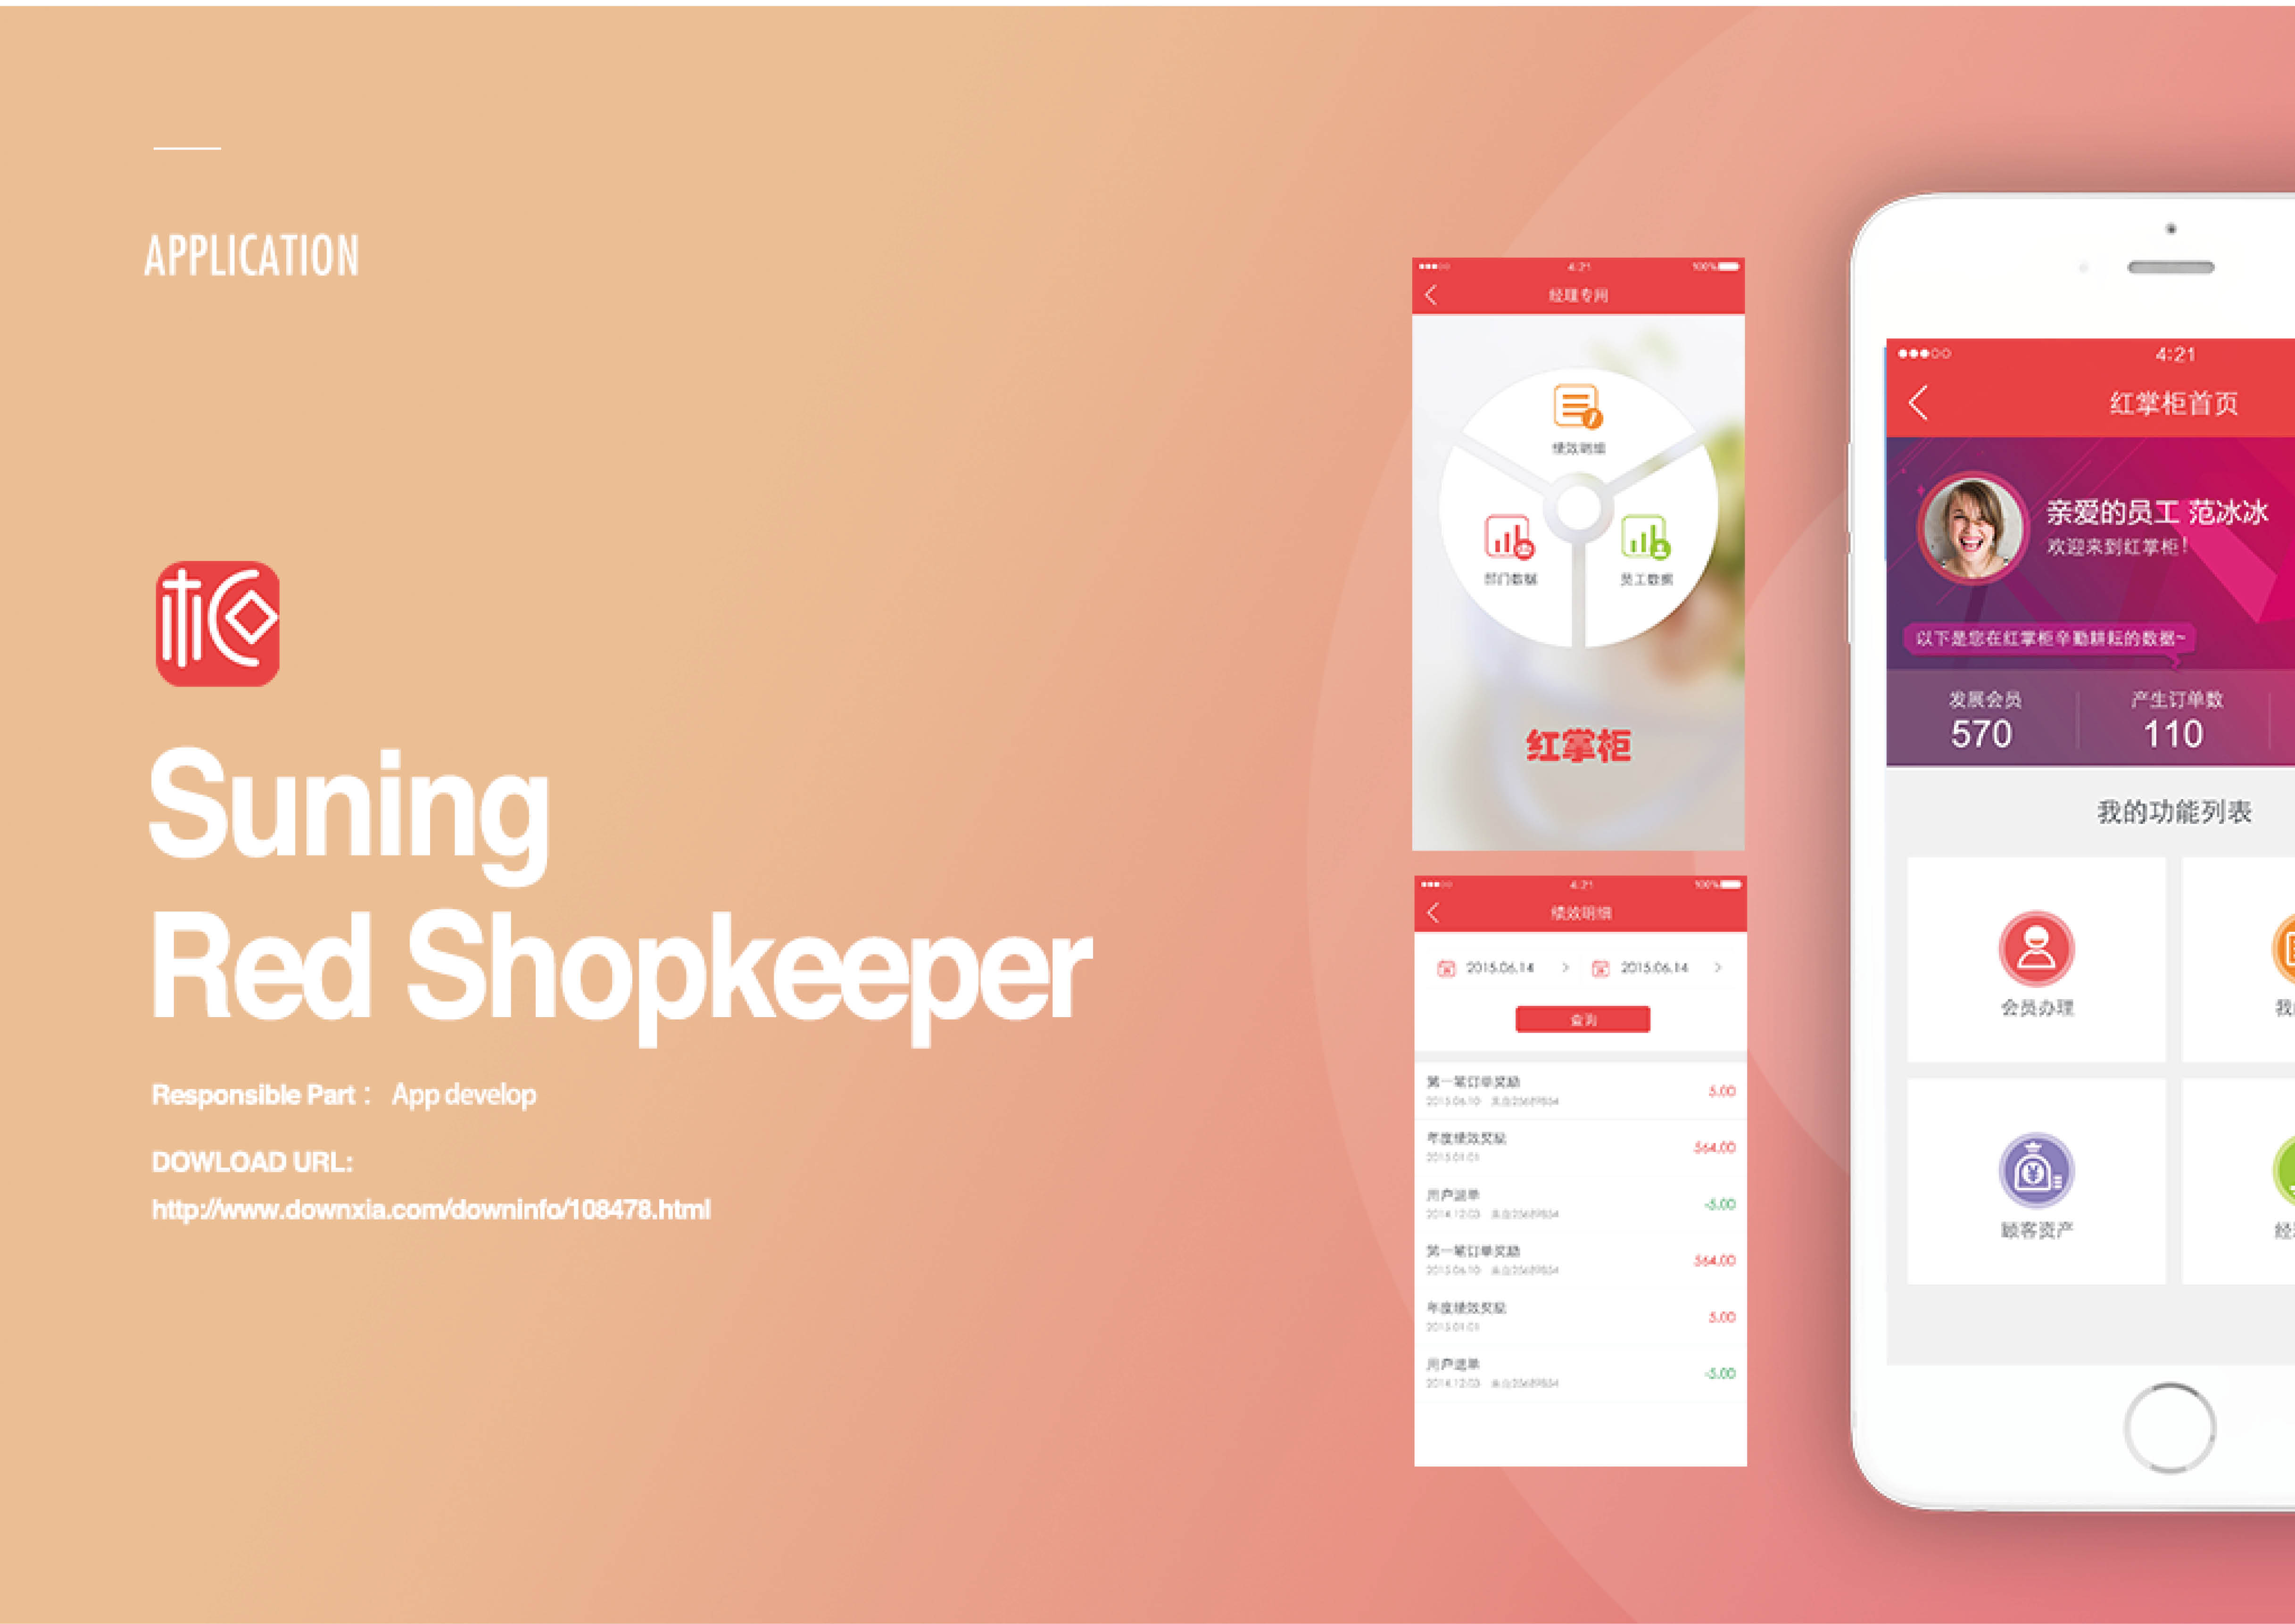 APPLICATION
Suning
Red Shopkeeper
Responsible Part： App develop
DOWLOAD URL:
http://www.downxia.com/downinfo/108478.html
4:21 100%
经理专用
绩效明细
部门数据
员工数据
红掌柜
4:21 100%
绩效明细
2015.06.14 > 2015.06.14 >
查询
第一笔订单奖励 5.00
2015.06.10
年度绩效奖励 564.00
2015.01.01
用户退单 -5.00
2014.12.03
第一笔订单奖励 564.00
2015.06.10
年度绩效奖励 5.00
2015.01.01
用户退单 -5.00
2014.12.03
4:21
红掌柜首页
亲爱的员工 范冰冰
欢迎来到红掌柜!
以下是您在红掌柜辛勤耕耘的数据~
发展会员 产生订单数
570 110
我的功能列表
会员办理 我
顾客资产 经